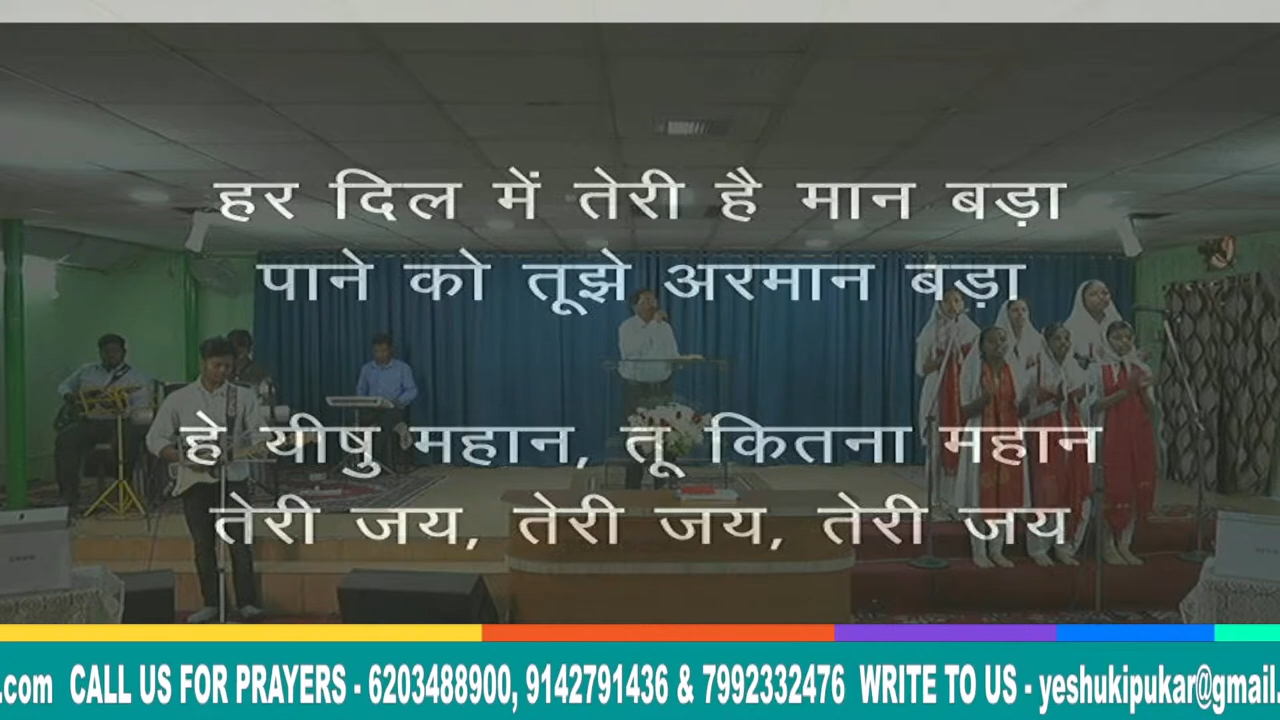 हर दिल में तेरी है मान बड़ा
पाने को तूझे अरमान बड़ा
हे यीषु महान, तू कितना महान
तेरी जय, तेरी जय, तेरी जय
.com CALL US FOR PRAYERS - 6203488900, 9142791436 & 7992332476 WRITE TO US - yeshukipukar@gmail.